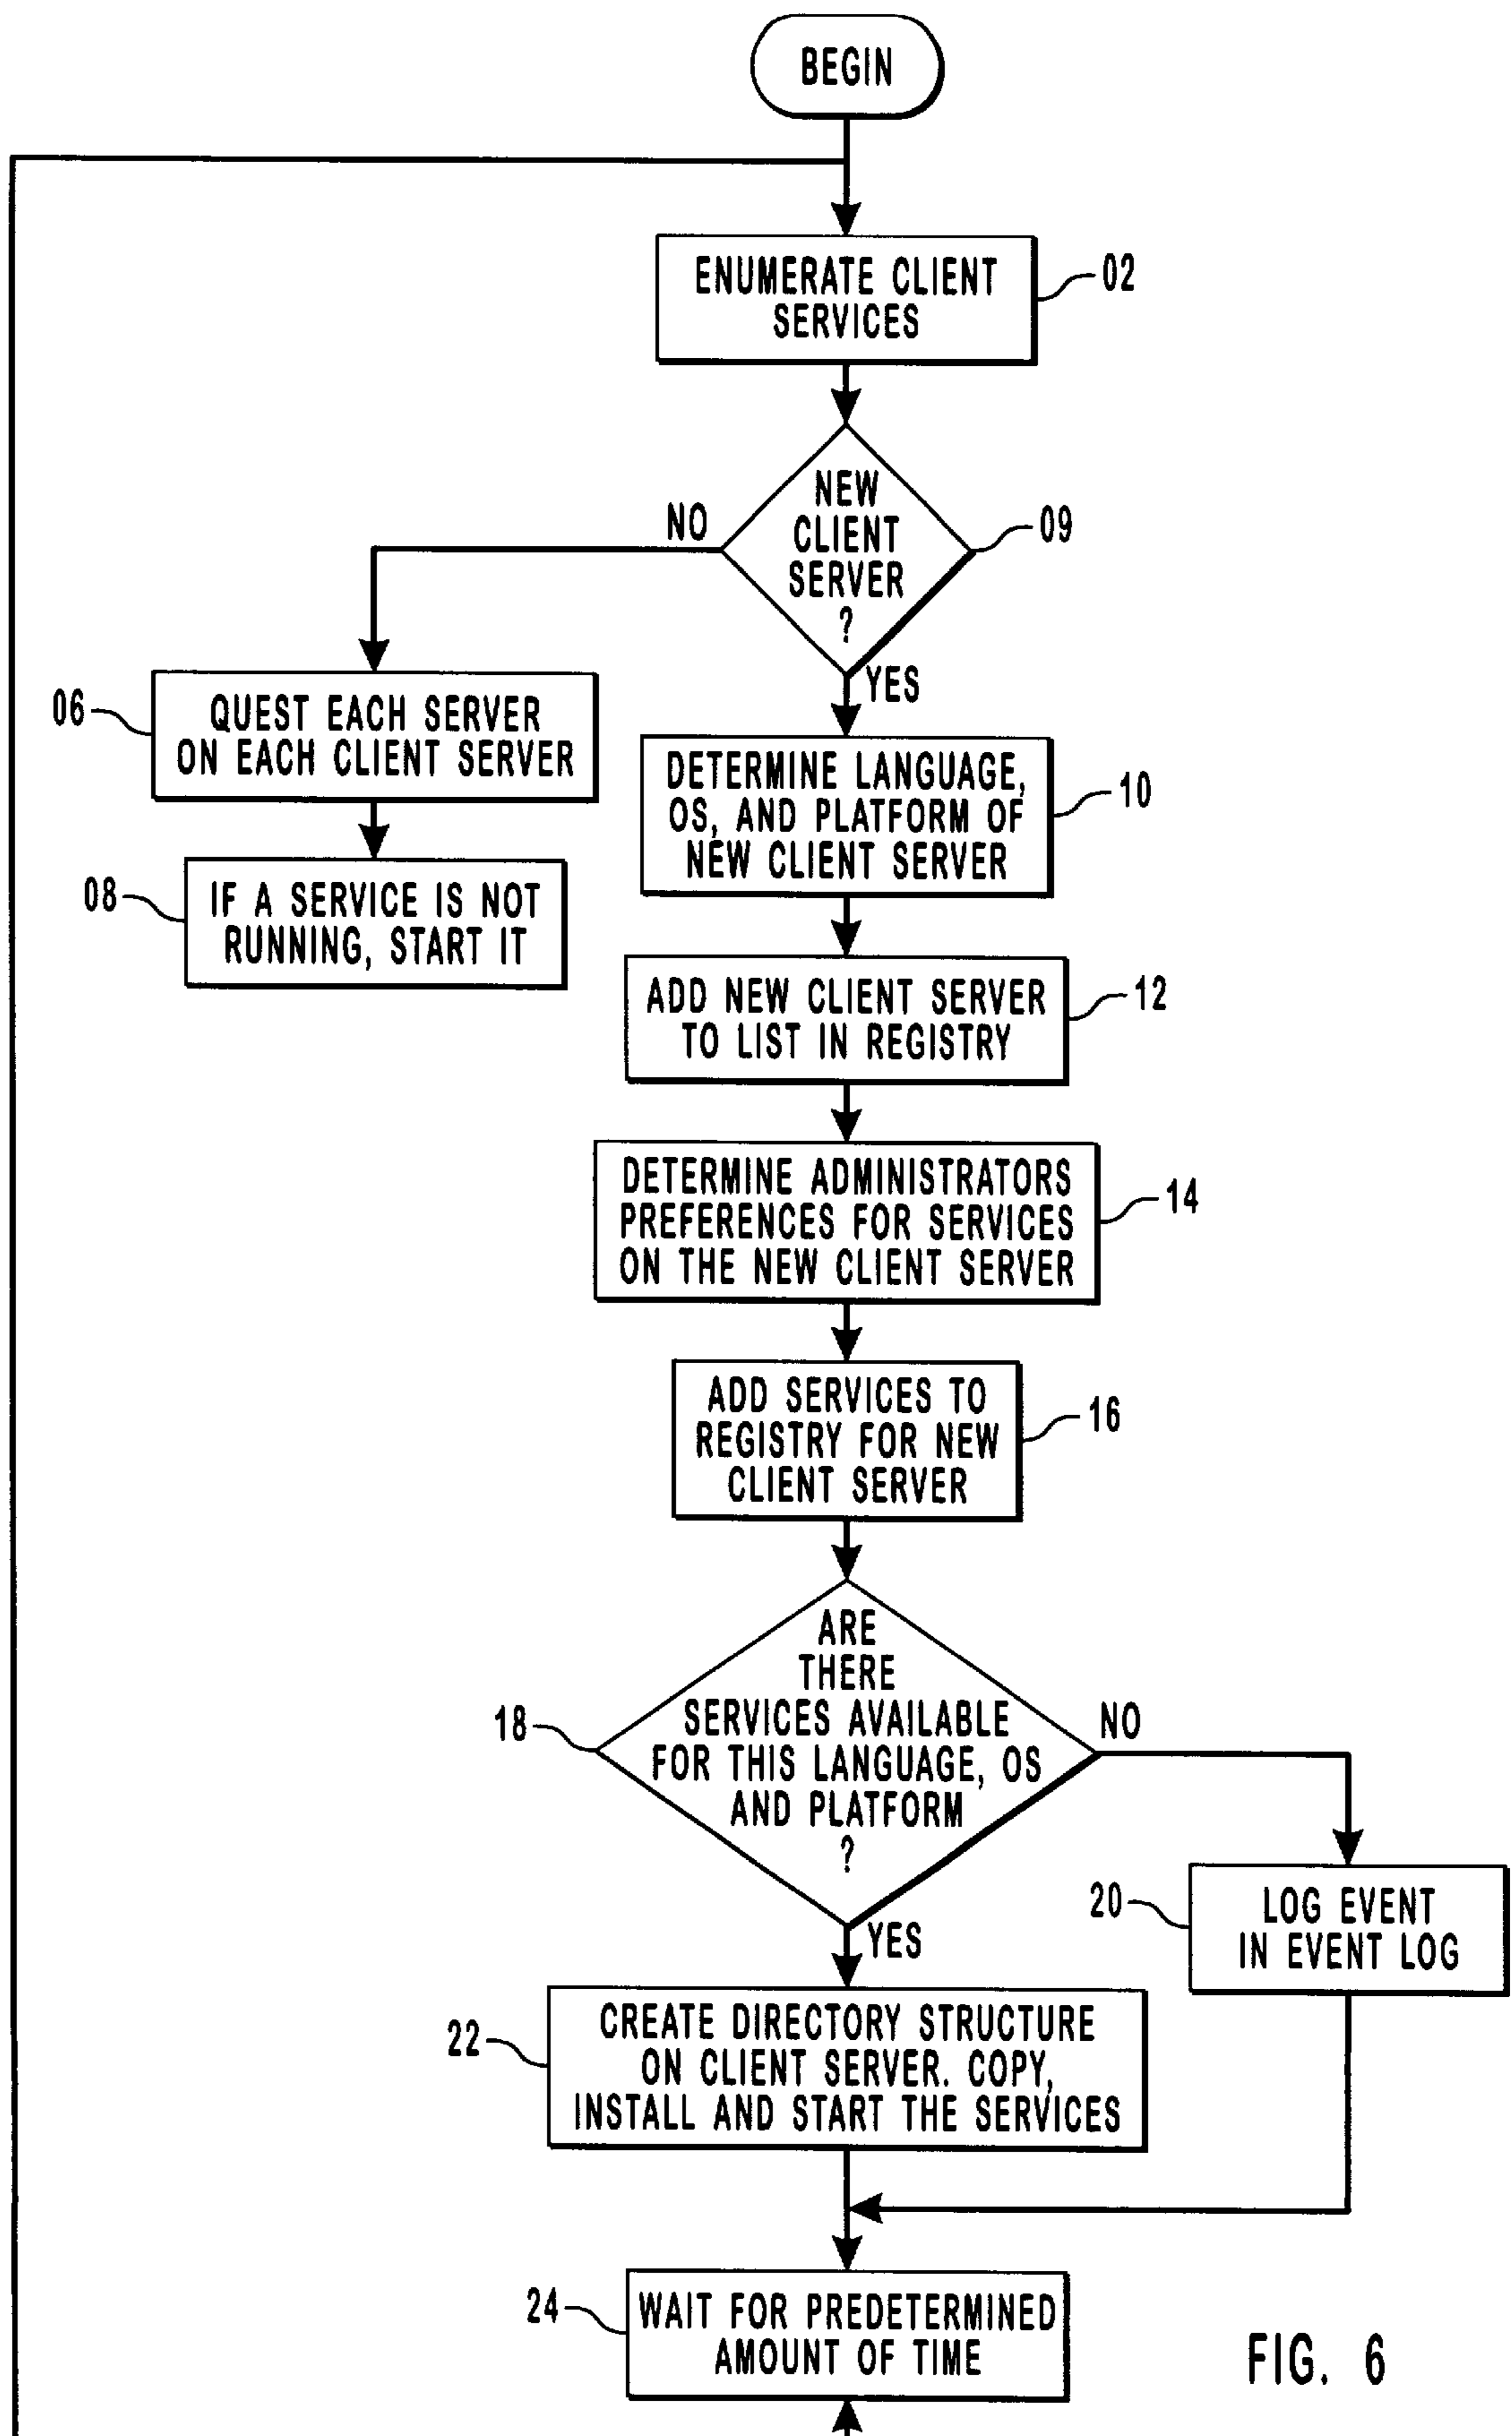 BEGIN
ENUMERATE CLIENT
SERVICES
02
NEW
CLIENT
SERVER
?
09
NO
YES
06
QUEST EACH SERVER
ON EACH CLIENT SERVER
08
IF A SERVICE IS NOT
RUNNING, START IT
DETERMINE LANGUAGE,
OS, AND PLATFORM OF
NEW CLIENT SERVER
10
ADD NEW CLIENT SERVER
TO LIST IN REGISTRY
12
DETERMINE ADMINISTRATORS
PREFERENCES FOR SERVICES
ON THE NEW CLIENT SERVER
14
ADD SERVICES TO
REGISTRY FOR NEW
CLIENT SERVER
16
18
ARE
THERE
SERVICES AVAILABLE
FOR THIS LANGUAGE, OS
AND PLATFORM
?
NO
YES
20
LOG EVENT
IN EVENT LOG
22
CREATE DIRECTORY STRUCTURE
ON CLIENT SERVER. COPY,
INSTALL AND START THE SERVICES
24
WAIT FOR PREDETERMINED
AMOUNT OF TIME
FIG. 6